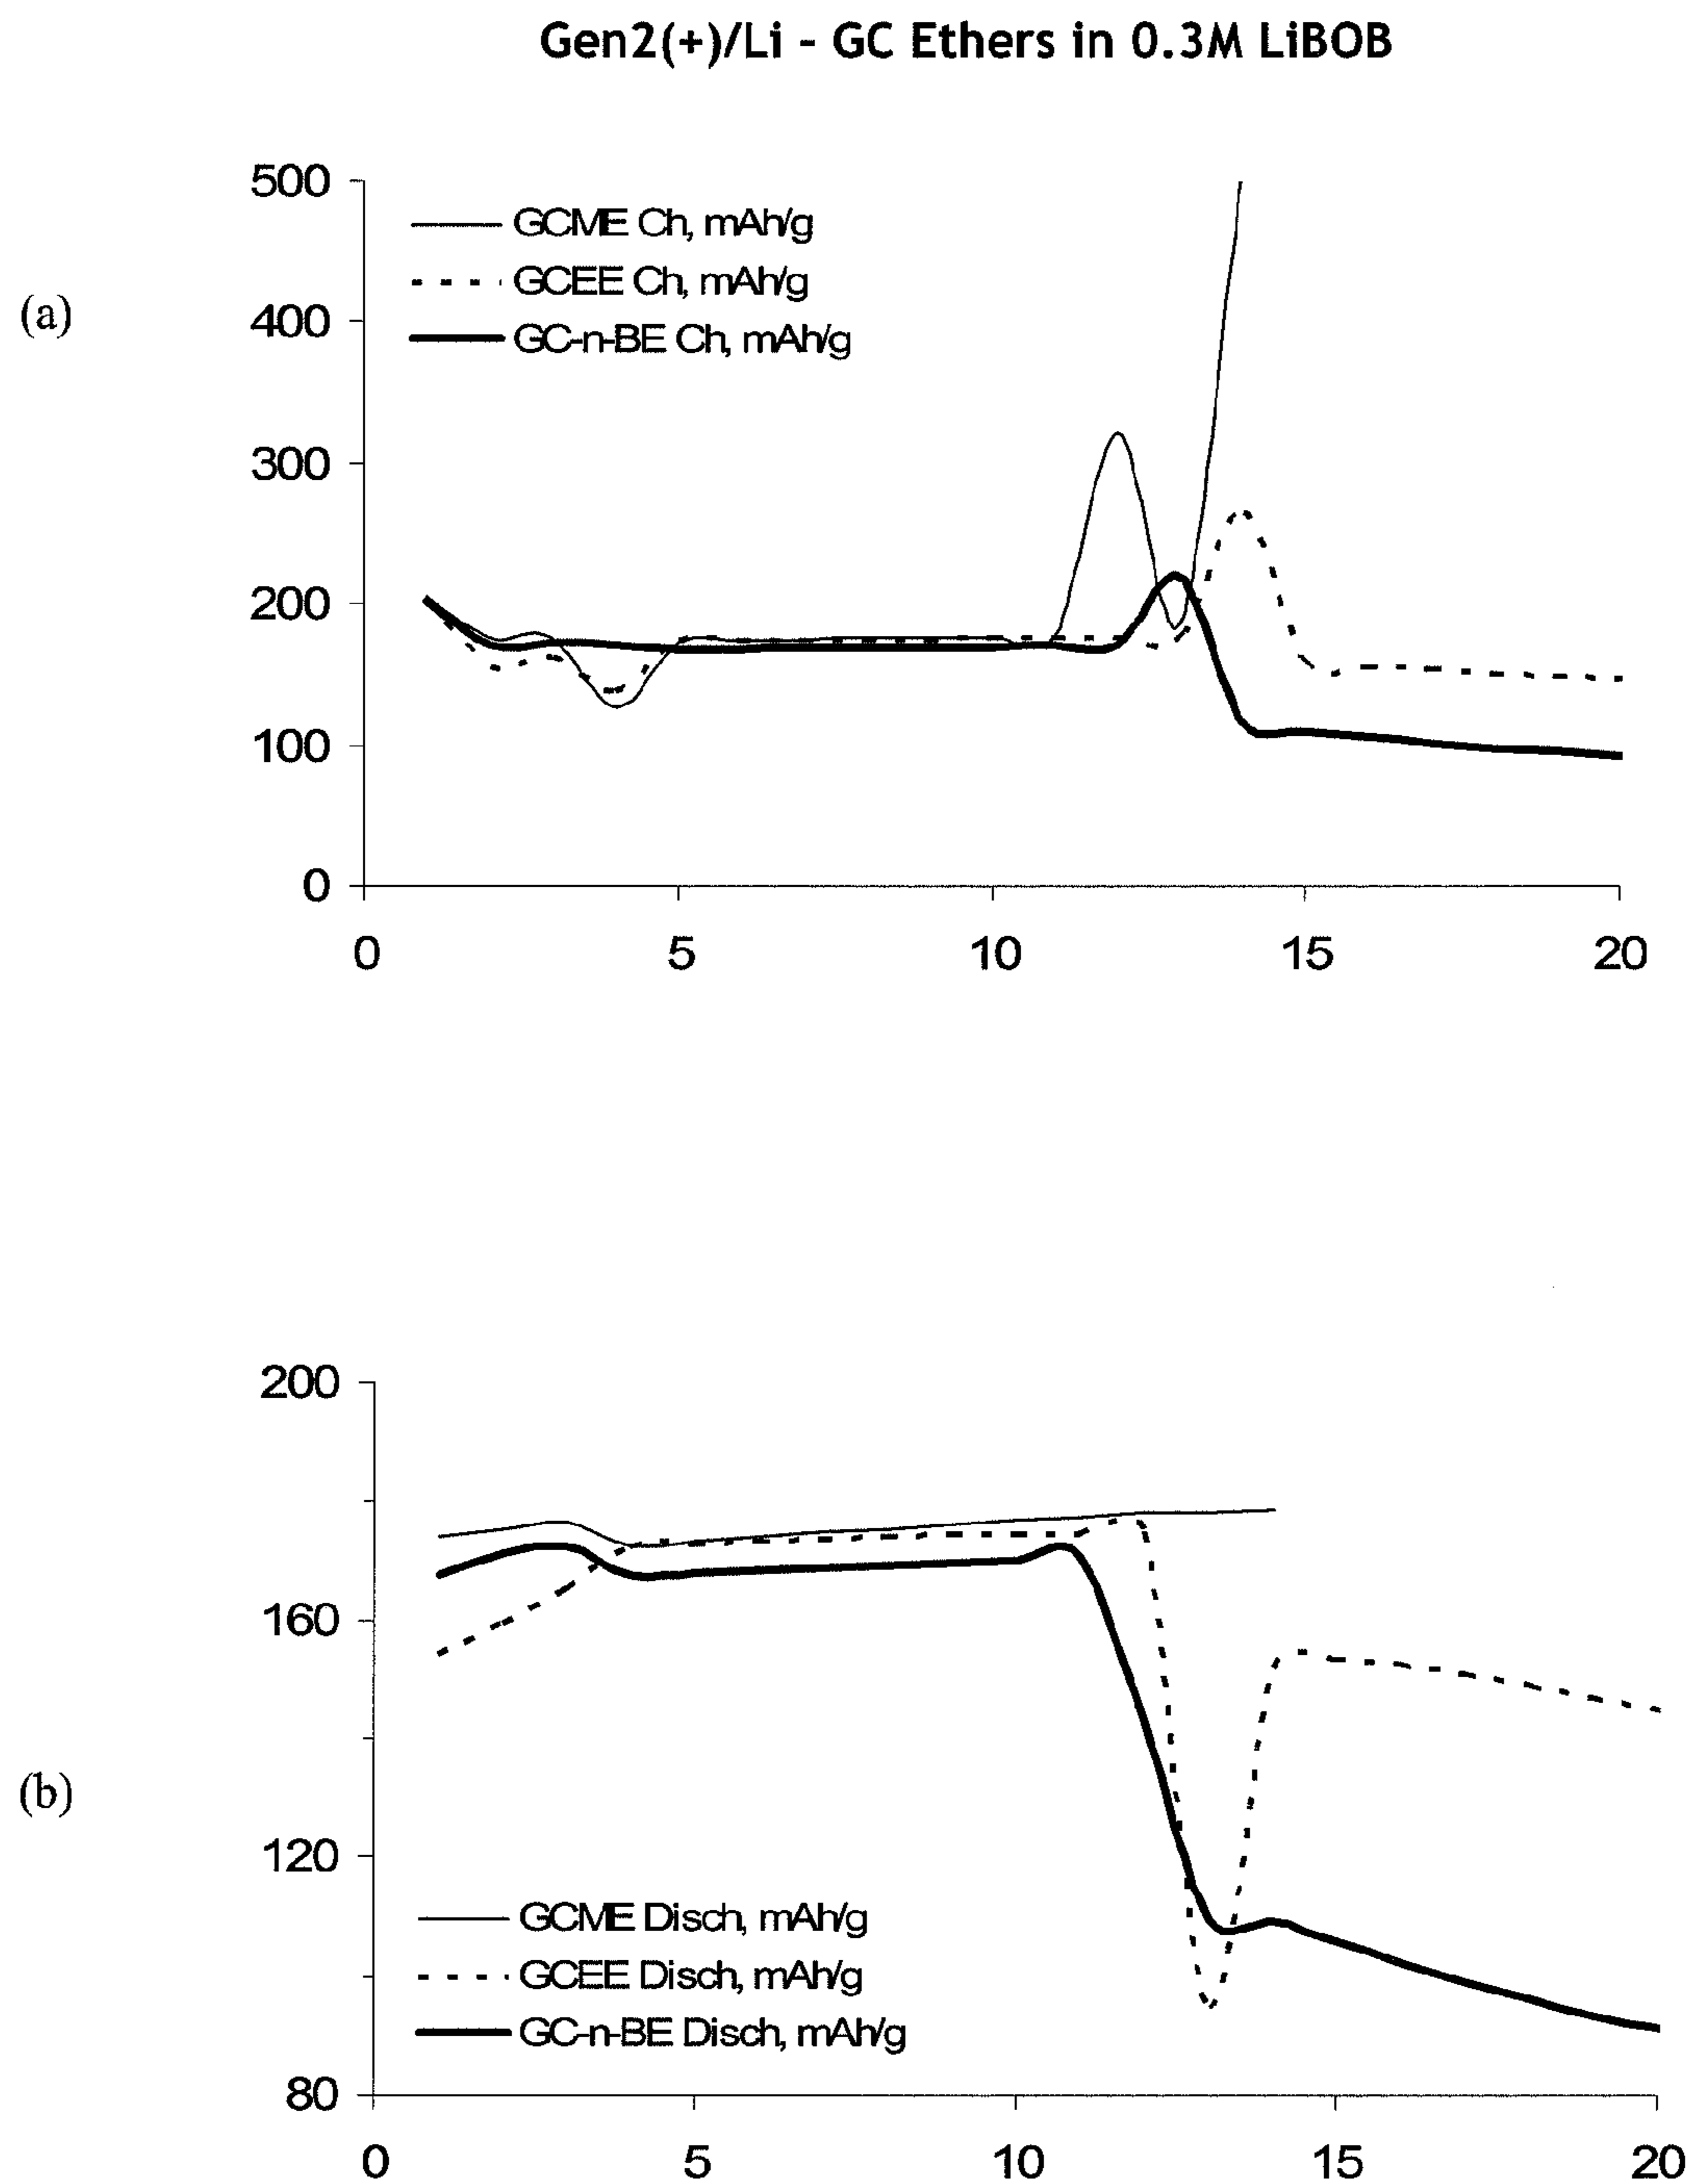 Gen2(+)/Li - GC Ethers in 0.3M LiBOB
(a)
500
400
300
200
100
0
GCME Ch, mAh/g
GCEE Ch, mAh/g
GC-n-BE Ch, mAh/g
0 5 10 15 20
(b)
200
160
120
80
GCME Disch, mAh/g
GCEE Disch, mAh/g
GC-n-BE Disch, mAh/g
0 5 10 15 20